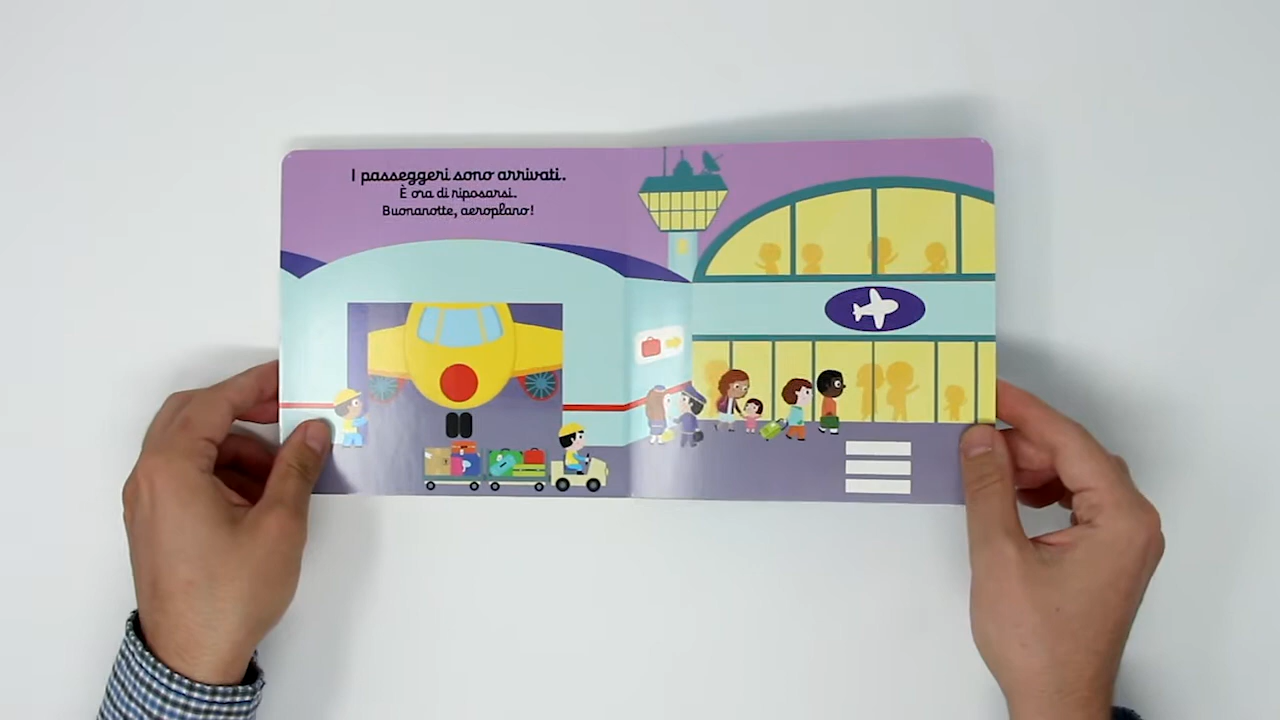 I passeggeri sono arrivati.
È ora di riposarsi.
Buonanotte, aeroplano!